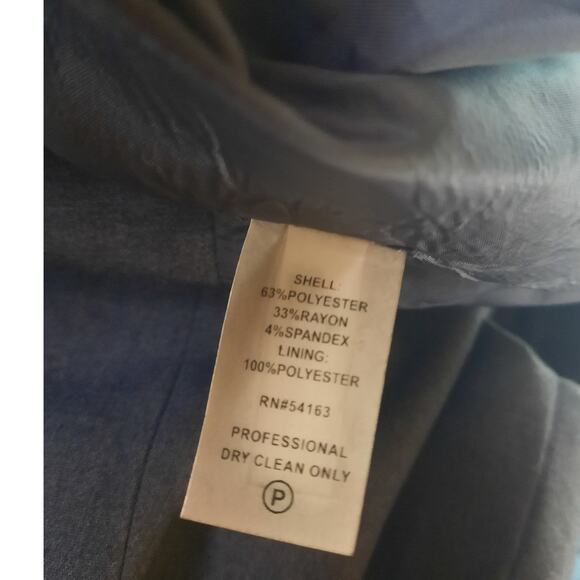 SHELL:
63%POLYESTER
33%RAYON
4%SPANDEX
LINING:
100%POLYESTER
RN#54163
PROFESSIONAL
DRY CLEAN ONLY
P